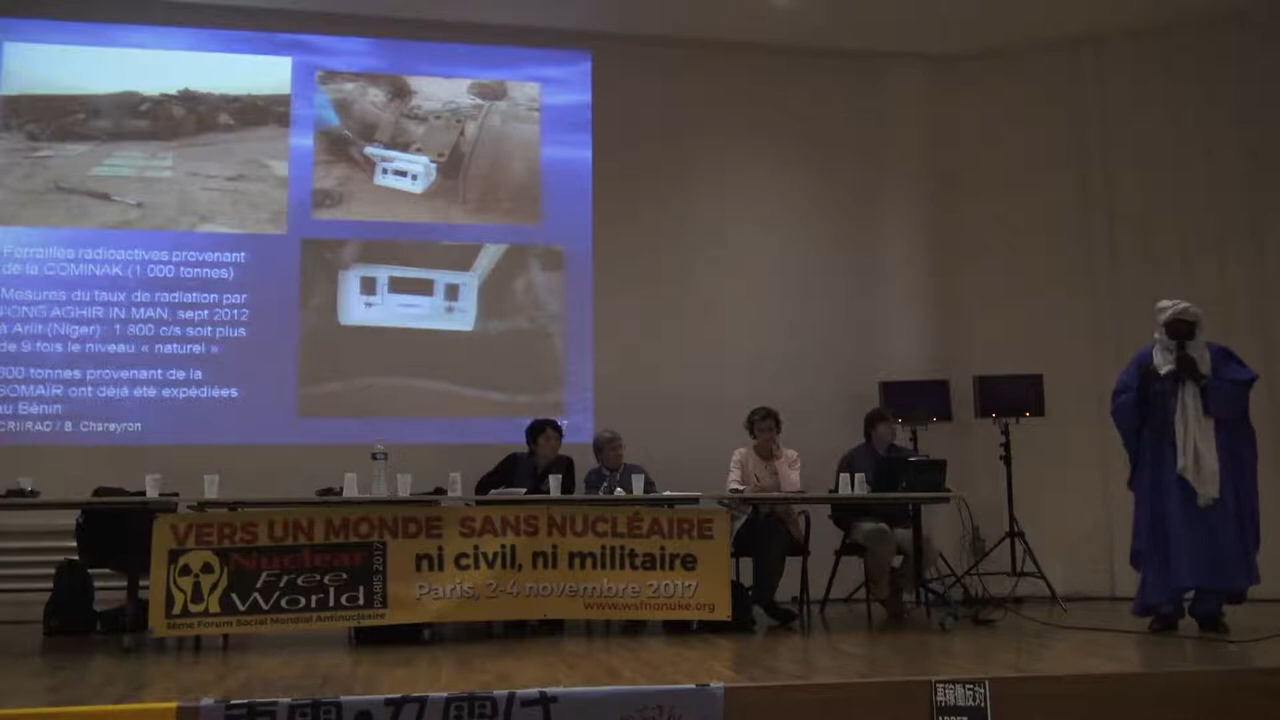 Ferrailles radioactives provenant
de la COMINAK (1 000 tonnes)
Mesures du taux de radiation par
l'ONG AGHIR IN MAN, sept 2012
à Arlit (Niger) : 1 800 c/s soit plus
de 9 fois le niveau « naturel »
tonnes provenant de la
SOMAÏR ont déjà été expédiées
au Bénin
CRIIRAD / B. Chareyron
VERS UN MONDE SANS NUCLÉAIRE
ni civil, ni militaire
Paris, 2-4 novembre 2017
www.wsfnonuke.org
Nuclear
Free
World
PARIS 2017
8ème Forum Social Mondial Antinucléaire
再稼働反対